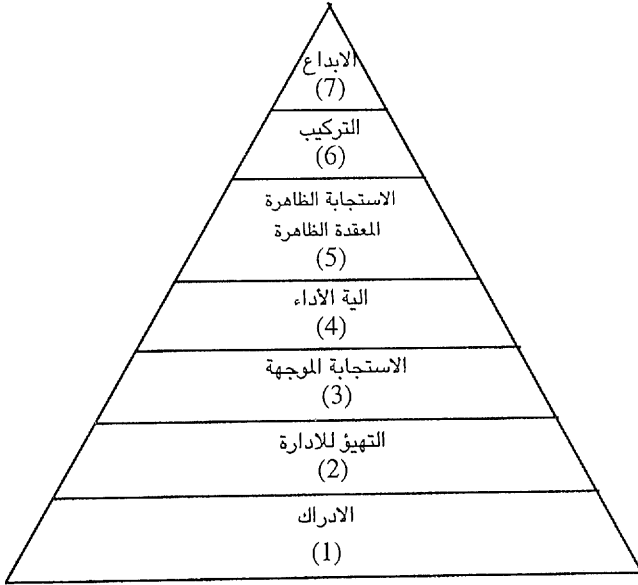 الابداع
(7)
التركيب
(6)
الاستجابة الظاهرة
المعقدة الظاهرة
(5)
الية الأداء
(4)
الاستجابة الموجهة
(3)
التهيؤ للادارة
(2)
الادراك
(1)